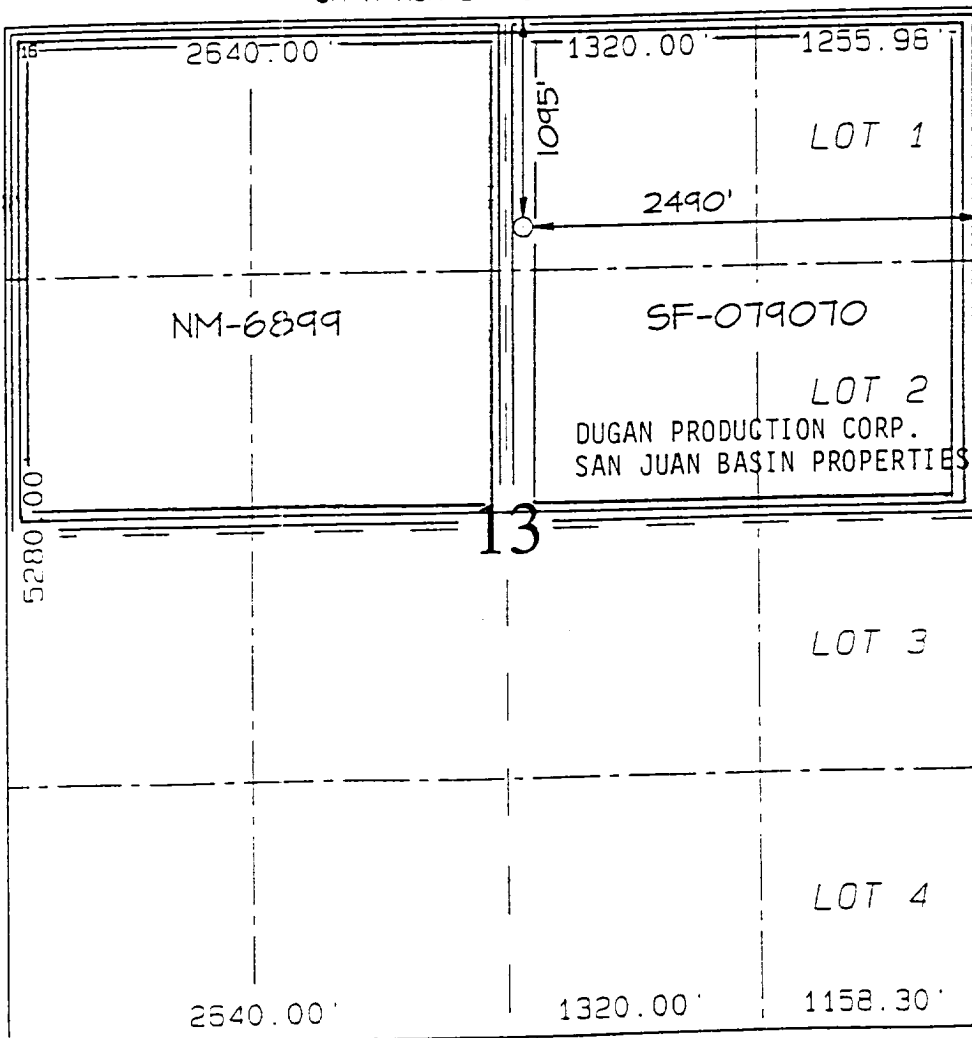 16
2640.00' 1320.00' 1255.98'
1095'
LOT 1
2490'
NM-6899 SF-079070
LOT 2
DUGAN PRODUCTION CORP.
SAN JUAN BASIN PROPERTIES
5280.00'
13
LOT 3
LOT 4
2640.00' 1320.00' 1158.30'